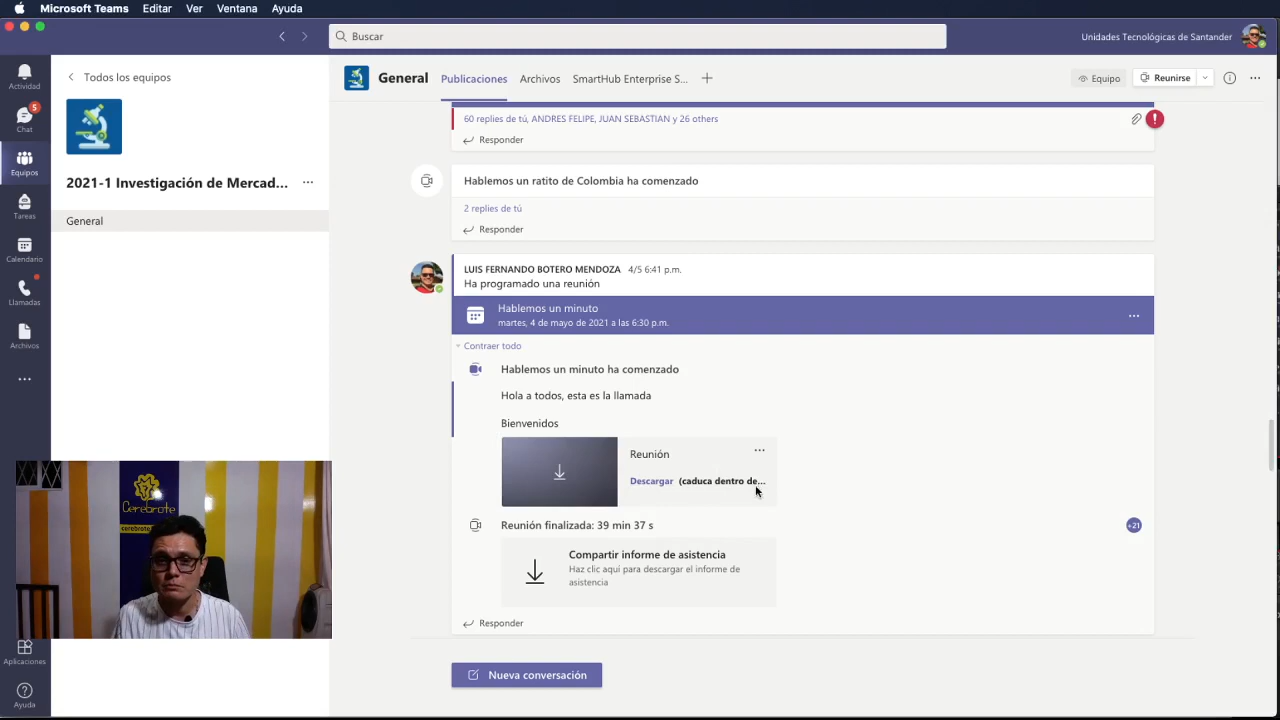 Microsoft Teams Editar Ver Ventana Ayuda
Buscar
Unidades Tecnológicas de Santander
Actividad
Chat
5
Equipos
Tareas
Calendario
Llamadas
Archivos
Aplicaciones
Ayuda
Todos los equipos
2021-1 Investigación de Mercad...
General
General Publicaciones Archivos SmartHub Enterprise S...
Equipo
Reunirse
60 replies de tú, ANDRES FELIPE, JUAN SEBASTIAN y 26 others
Responder
Hablemos un ratito de Colombia ha comenzado
2 replies de tú
Responder
LUIS FERNANDO BOTERO MENDOZA 4/5 6:41 p.m.
Ha programado una reunión
Hablemos un minuto
martes, 4 de mayo de 2021 a las 6:30 p.m.
Contraer todo
Hablemos un minuto ha comenzado
Hola a todos, esta es la llamada
Bienvenidos
Reunión
Descargar (caduca dentro de...
Reunión finalizada: 39 min 37 s
+21
Compartir informe de asistencia
Haz clic aquí para descargar el informe de
asistencia
Responder
Nueva conversación
Cerebrote